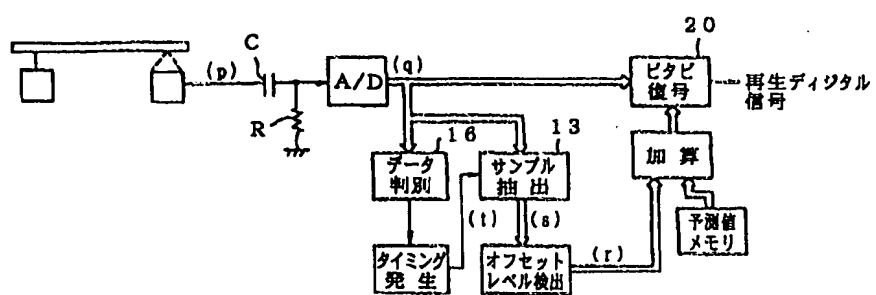 20
C
(p)
A/D
(q)
ビタビ
復号
再生ディジタル
信号
R
16
13
データ
判別
サンプル
抽出
加算
(t)
(s)
予測値
メモリ
タイミング
発生
オフセット
レベル検出
(r)